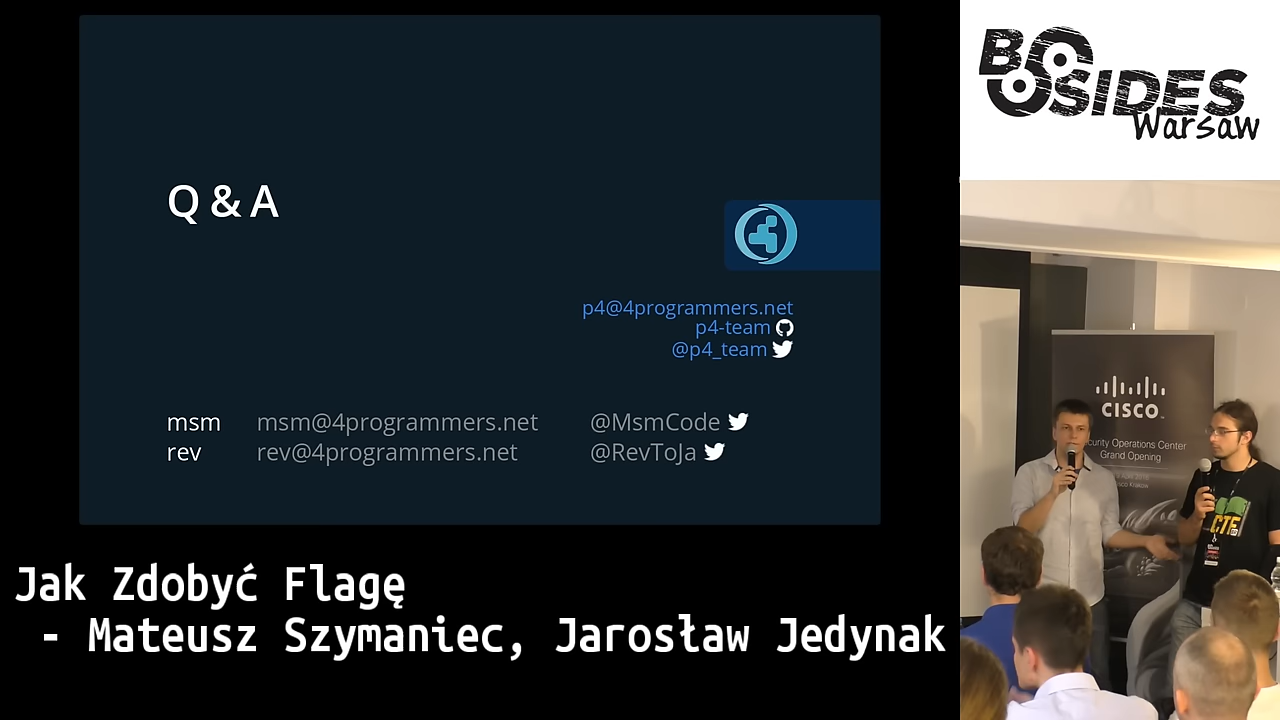 Q & A
p4@4programmers.net
p4-team
@p4_team
msm msm@4programmers.net @MsmCode
rev rev@4programmers.net @RevToJa
Jak Zdobyć Flagę
- Mateusz Szymaniec, Jarosław Jedynak
BSIDES
Warsaw
CISCO
Security Operations Center
Grand Opening
CTF